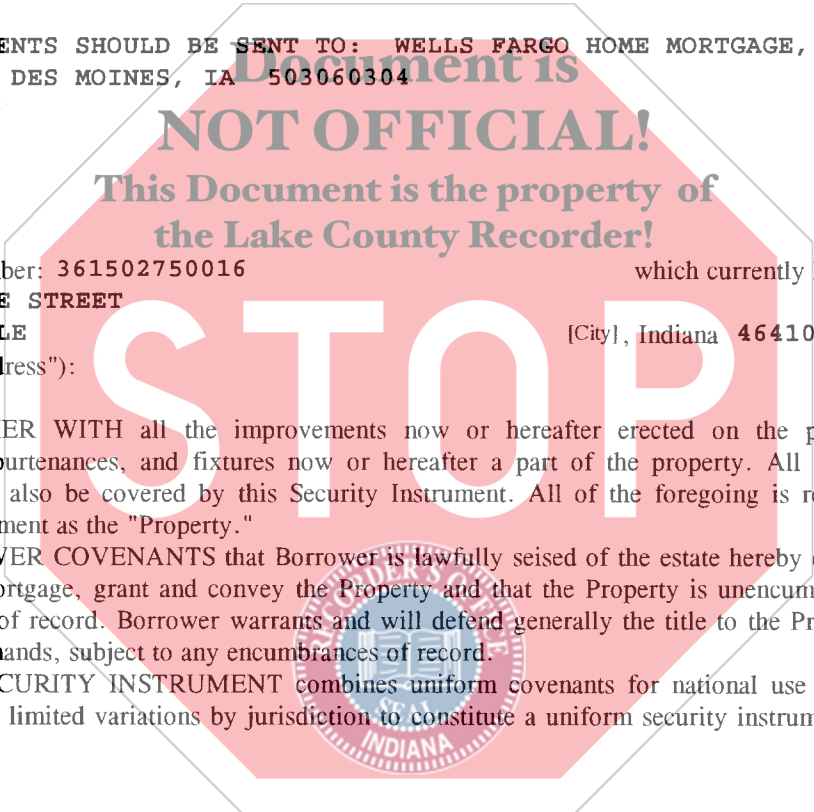 ENTS SHOULD BE SENT TO: WELLS FARGO HOME MORTGAGE,
DES MOINES, IA 503060304
Document is
NOT OFFICIAL!
This Document is the property of
the Lake County Recorder!
ber: 361502750016 which currently
E STREET
LE [City], Indiana 46410
ress"):
STOP
ER WITH all the improvements now or hereafter erected on the p
purtenances, and fixtures now or hereafter a part of the property. All
also be covered by this Security Instrument. All of the foregoing is re
ment as the "Property."
VER COVENANTS that Borrower is lawfully seised of the estate hereby
ortgage, grant and convey the Property and that the Property is unencum
of record. Borrower warrants and will defend generally the title to the Pr
ands, subject to any encumbrances of record.
CURITY INSTRUMENT combines uniform covenants for national use
limited variations by jurisdiction to constitute a uniform security instrum
RECORDER'S OFFICE
SEAL
INDIANA